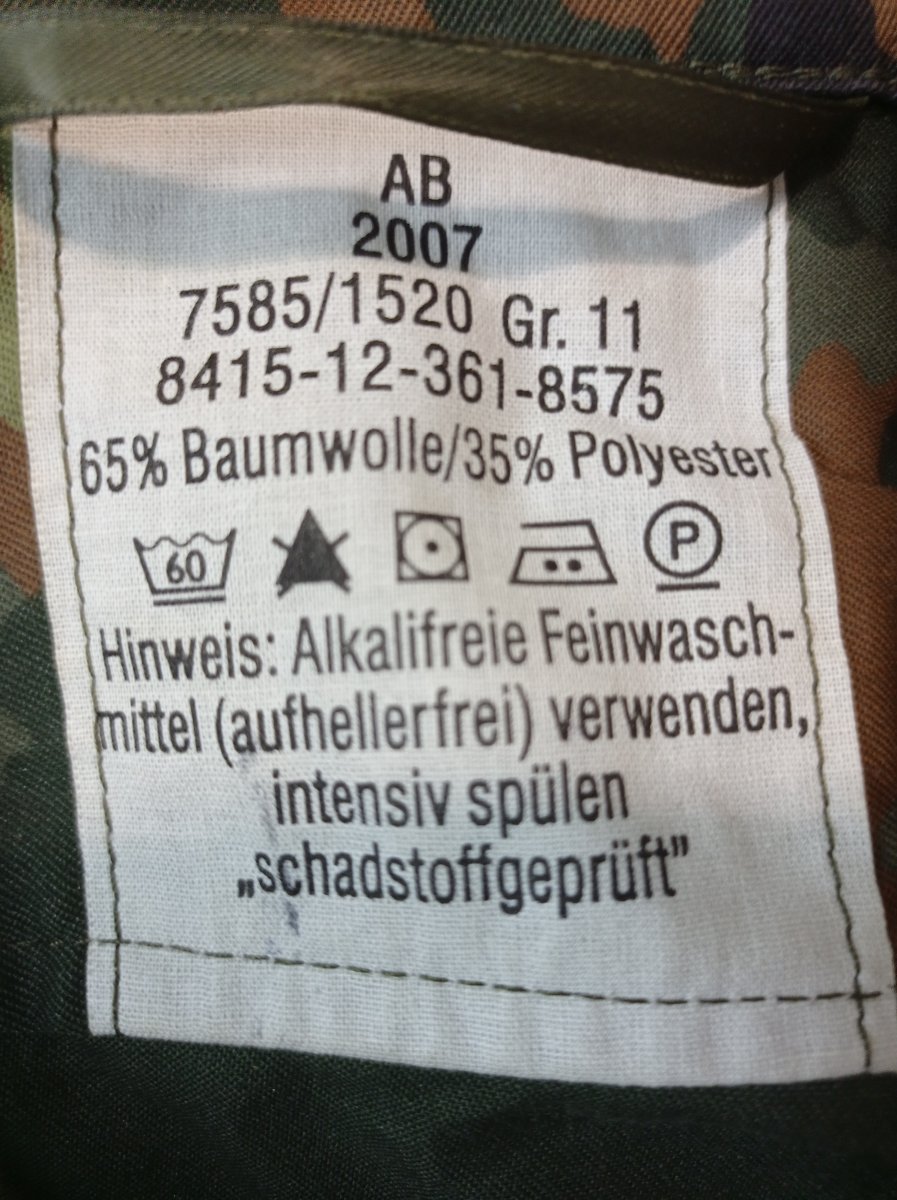 AB
2007
7585/1520 Gr. 11
8415-12-361-8575
65% Baumwolle/35% Polyester
60 P
Hinweis: Alkalifreie Feinwasch-
mittel (aufhellerfrei) verwenden,
intensiv spülen
„schadstoffgeprüft”